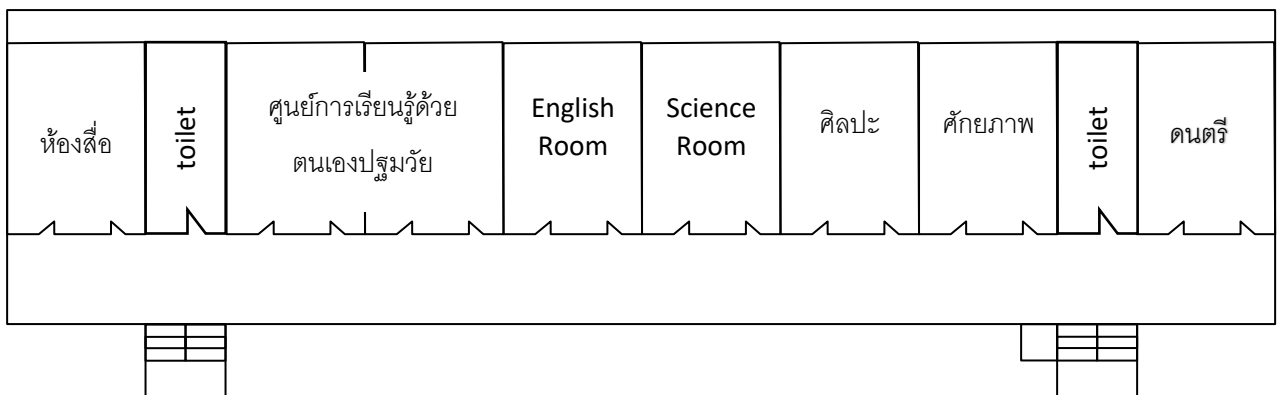 ห้องสื่อ
toilet
ศูนย์การเรียนรู้ด้วย
ตนเองปฐมวัย
English
Room
Science
Room
ศิลปะ
ศักยภาพ
toilet
ดนตรี